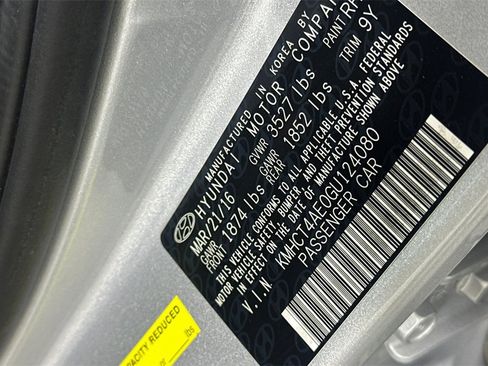 MANUFACTURED IN KOREA BY
HYUNDAI MOTOR COMPANY
MAR/21/16 GVWR 3527 lbs PAINT
GAWR FRONT 1874 lbs GAWR REAR 1852 lbs TRIM 9Y
THIS VEHICLE CONFORMS TO ALL APPLICABLE U.S.A. FEDERAL
MOTOR VEHICLE SAFETY, BUMPER AND THEFT PREVENTION STANDARDS
IN EFFECT ON THE DATE OF MANUFACTURE SHOWN ABOVE
V.I.N. KMHCT4AE0GU124080
PASSENGER CAR
CAPACITY REDUCED
lbs